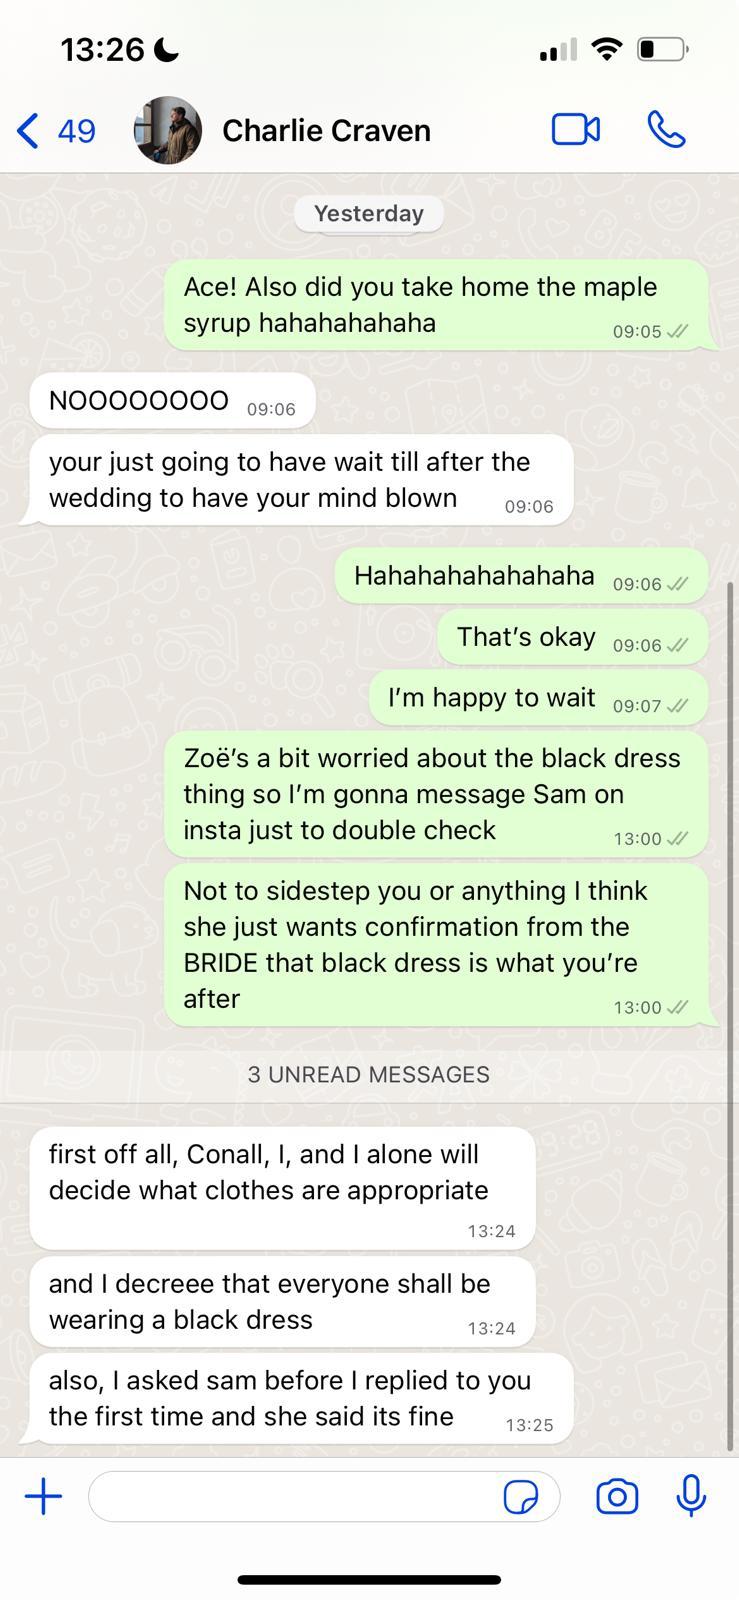 13:26
49
Charlie Craven
Yesterday
Ace! Also did you take home the maple
syrup hahahahahaha
09:05
NOOOOOOOO
09:06
your just going to have wait till after the
wedding to have your mind blown
09:06
Hahahahahahahaha
09:06
That's okay
09:06
I'm happy to wait
09:07
Zoë's a bit worried about the black dress
thing so I'm gonna message Sam on
insta just to double check
13:00
Not to sidestep you or anything I think
she just wants confirmation from the
BRIDE that black dress is what you're
after
13:00
3 UNREAD MESSAGES
first off all, Conall, I, and I alone will
decide what clothes are appropriate
13:24
and I decreee that everyone shall be
wearing a black dress
13:24
also, I asked sam before I replied to you
the first time and she said its fine
13:25